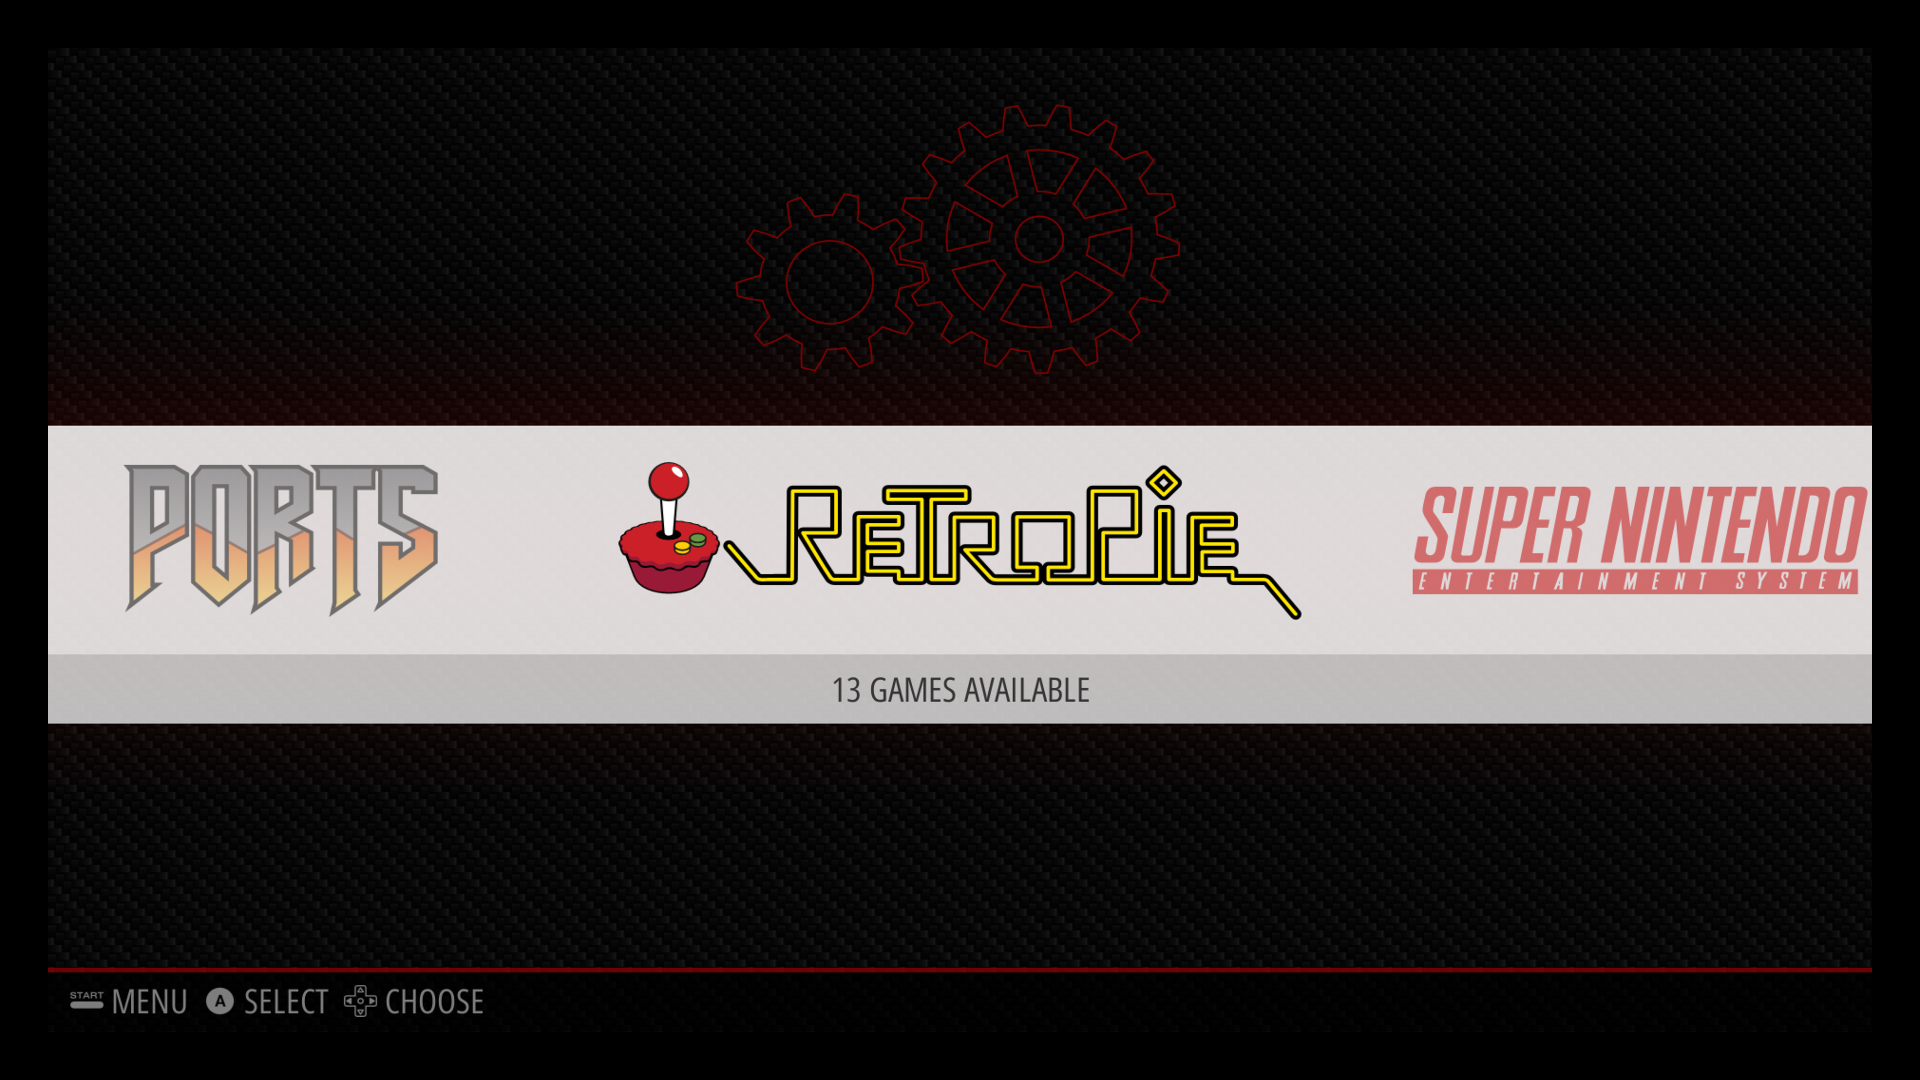 PORTS
RETROPIE
SUPER NINTENDO
ENTERTAINMENT SYSTEM
13 GAMES AVAILABLE
START MENU A SELECT CHOOSE